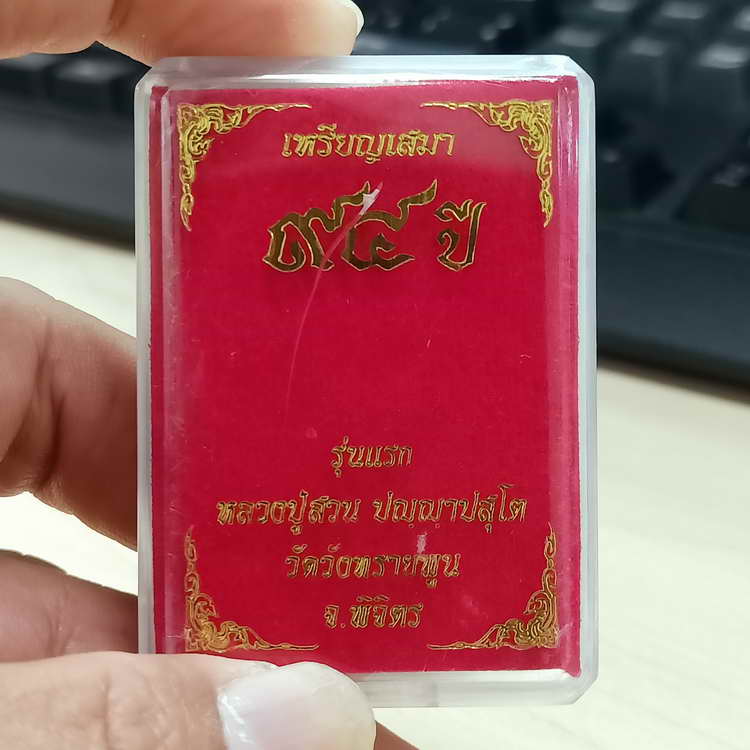 เหรียญเสมา
๙๔ ปี
รุ่นแรก
หลวงปู่สวน ปญฺญาปสุโต
วัดวังทรายพูน
จ.พิจิตร